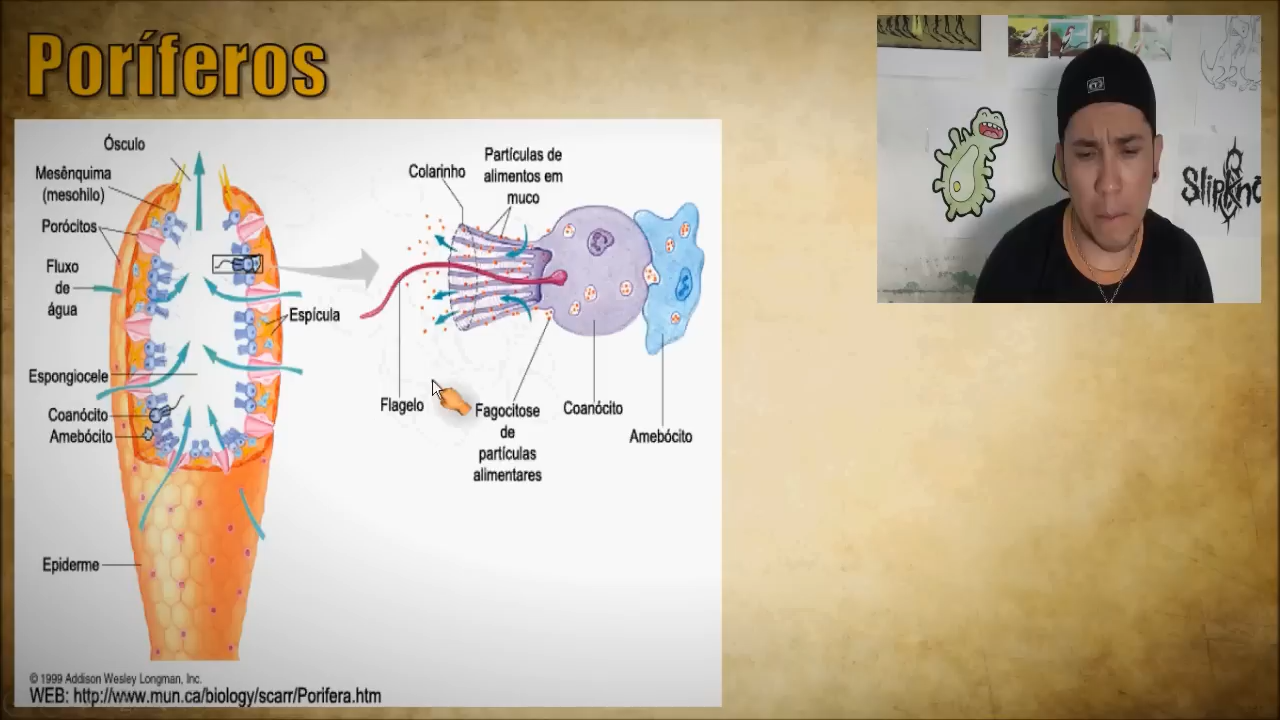 Poríferos
Ósculo
Mesênquima
(mesohilo)
Porócitos
Fluxo
de
água
Espongiocele
Coanócito
Amebócito
Epiderme
Espícula
Colarinho
Partículas de
alimentos em
muco
Flagelo
Fagocitose
de
partículas
alimentares
Coanócito
Amebócito
© 1999 Addison Wesley Longman, Inc.
WEB: http://www.mun.ca/biology/scarr/Porifera.htm